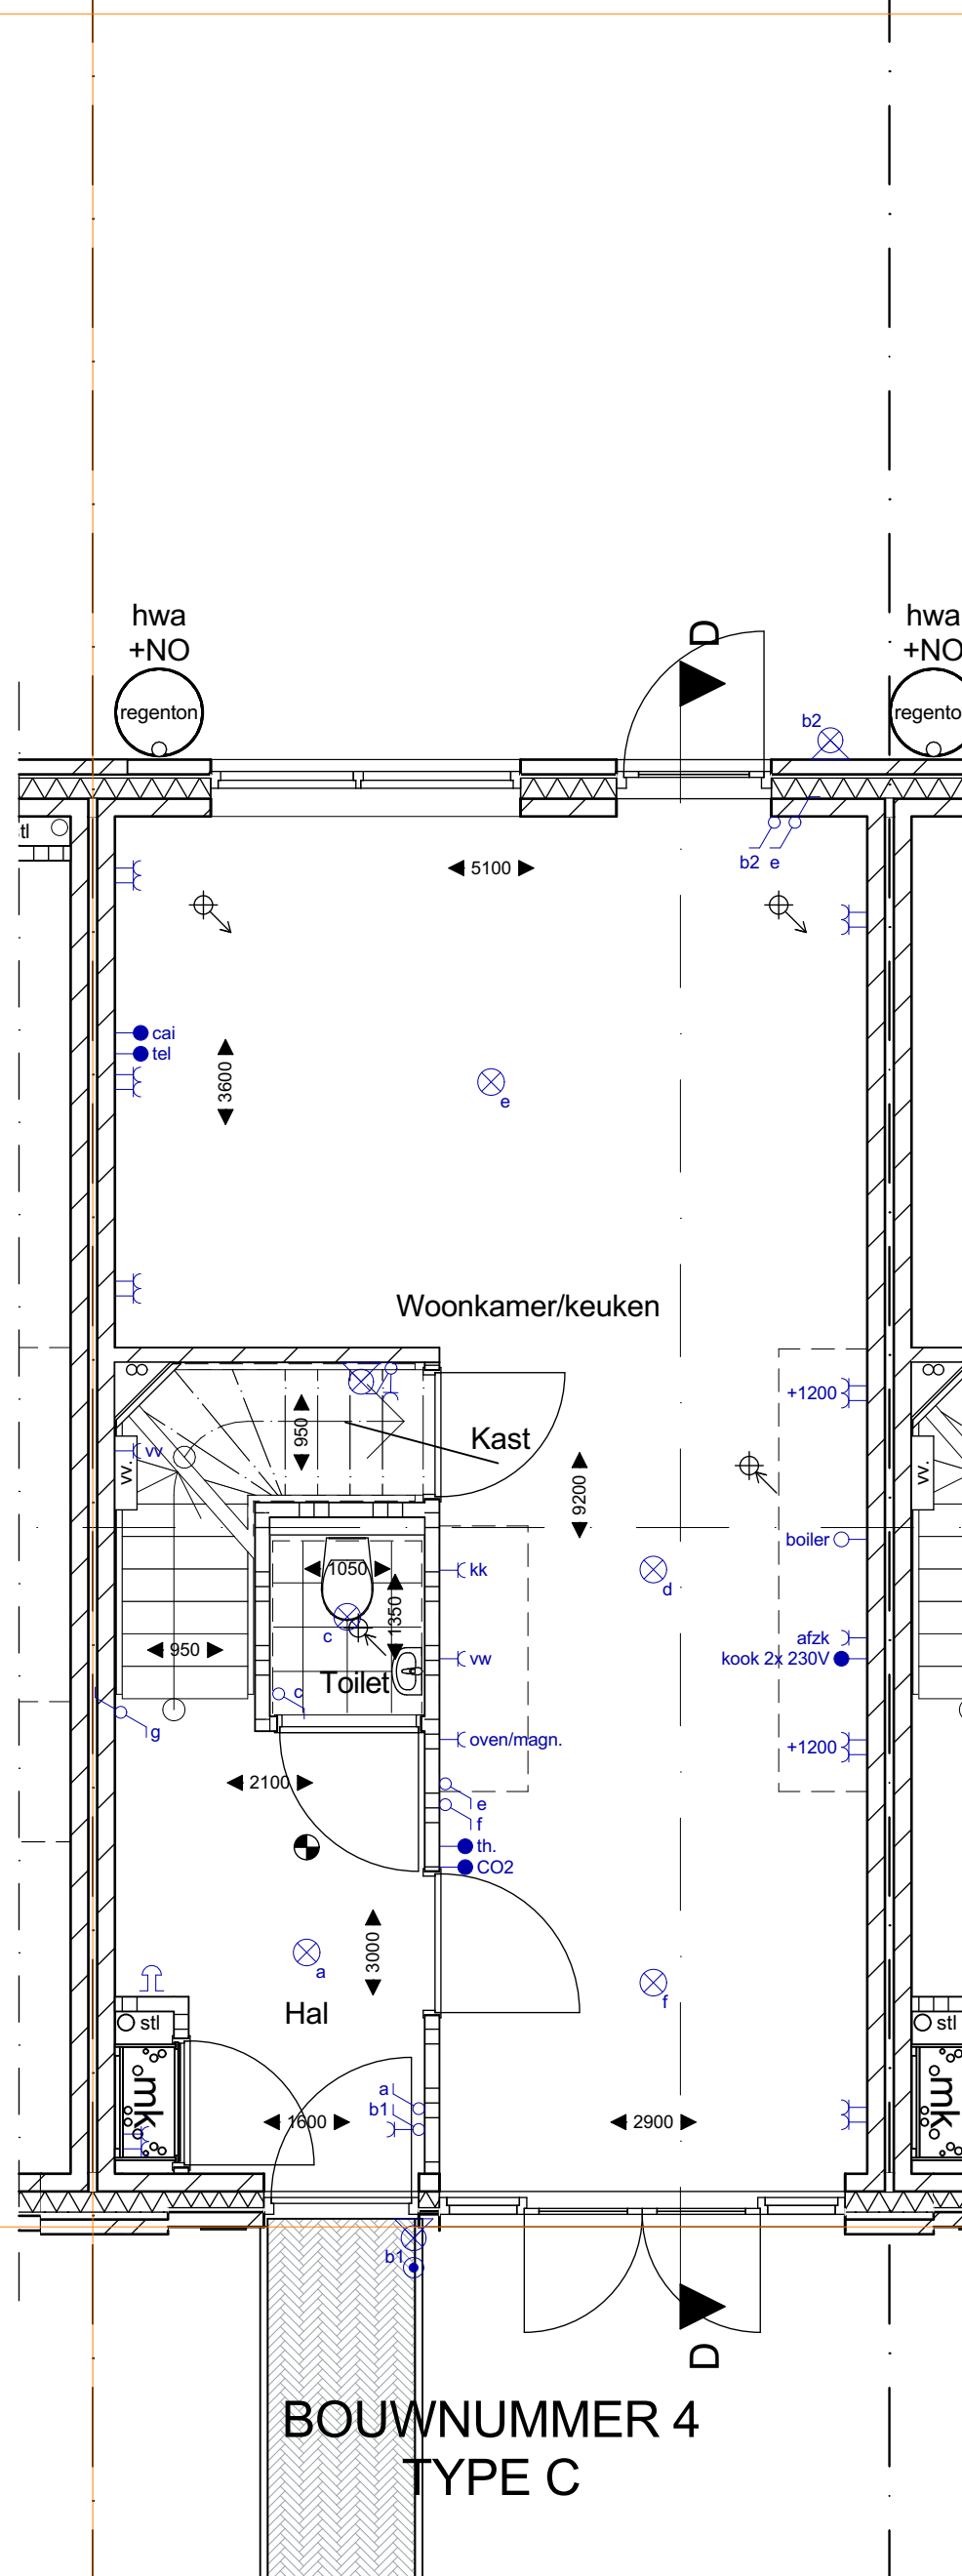 hwa
+NO
regenton
hwa
+NO
regento
D
b2
b2 e
tl
5100
cai
tel
3600
e
Woonkamer/keuken
+1200
950
Kast
vv
vv.
vv.
9200
boiler
1050
kk
d
1350
c
afzk
950
vw
kook 2x 230V
Toilet
c
g
oven/magn.
+1200
2100
e
f
th.
CO2
3000
a
f
Hal
stl
stl
mk
mk
a
b1
1600
2900
b1
D
BOUWNUMMER 4
TYPE C